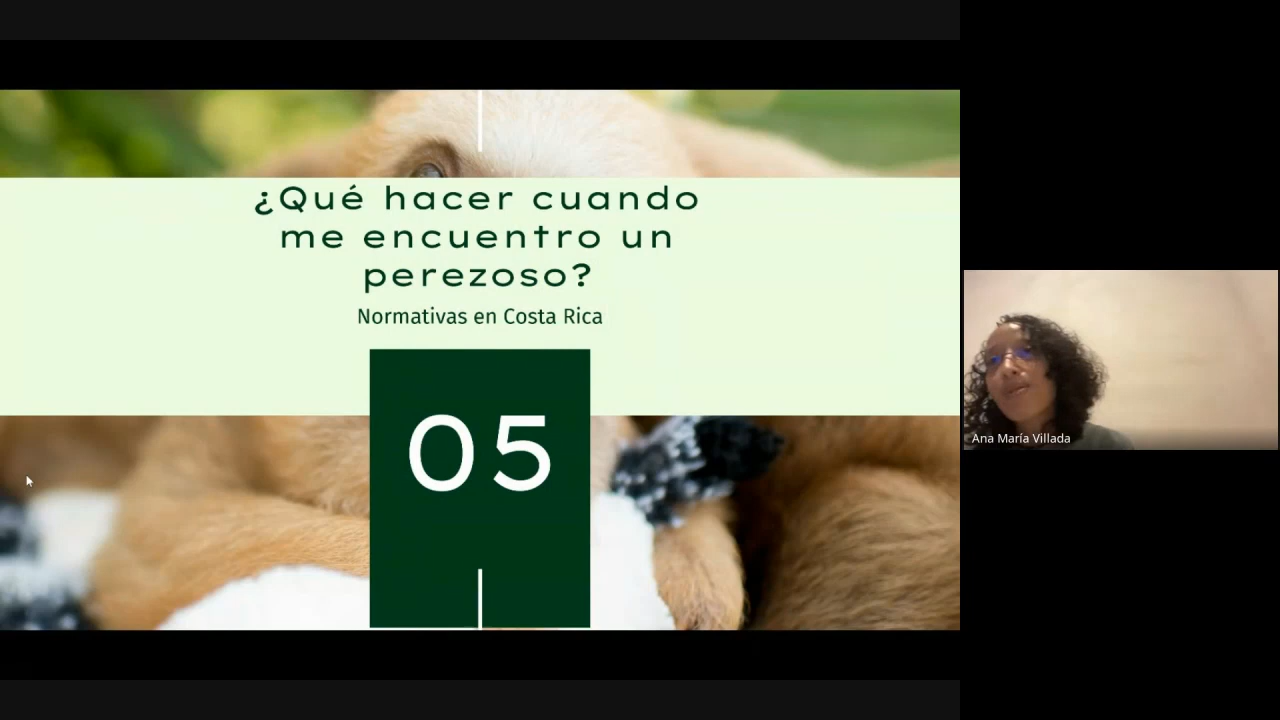 ¿Qué hacer cuando
me encuentro un
perezoso?
Normativas en Costa Rica
05
Ana María Villada